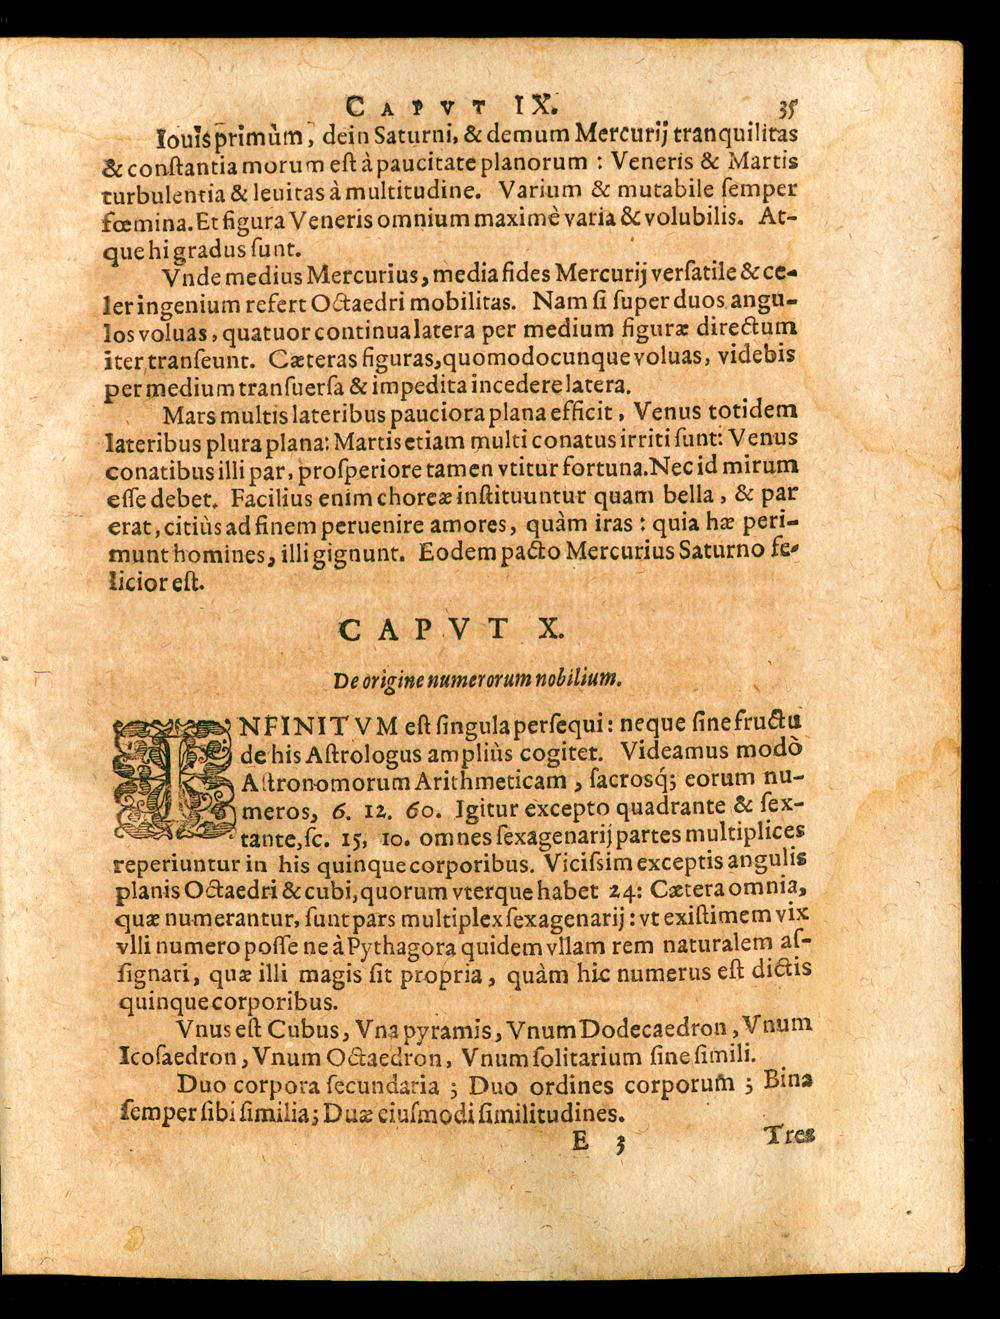 CAPVT IX. 35
Iouis primùm, dein Saturni, & demum Mercurij tranquilitas
& conſtantia morum eſt à paucitate planorum : Veneris & Martis
turbulentia & leuitas à multitudine. Varium & mutabile ſemper
fœmina. Et figura Veneris omnium maximè varia & volubilis. At-
que hi gradus ſunt.
Vnde medius Mercurius, media fides Mercurij verſatile & ce-
ler ingenium refert Octaedri mobilitas. Nam ſi ſuper duos angu-
los voluas, quatuor continua latera per medium figuræ directum
iter tranſeunt. Cæteras figuras, quomodocunque voluas, videbis
per medium tranſuerſa & impedita incedere latera.
Mars multis lateribus pauciora plana efficit, Venus totidem
lateribus plura plana: Martis etiam multi conatus irriti ſunt: Venus
conatibus illi par, proſperiore tamen vtitur fortuna. Nec id mirum
eſſe debet. Facilius enim choreæ inſtituuntur quam bella, & par
erat, citiùs ad finem peruenire amores, quàm iras : quia hæ peri-
munt homines, illi gignunt. Eodem pacto Mercurius Saturno fe-
licior eſt.
CAPVT X.
De origine numerorum nobilium.
INFINITVM eſt ſingula perſequi : neque ſine fructu
de his Aſtrologus ampliùs cogitet. Videamus modò
Aſtronomorum Arithmeticam, ſacrosq́; eorum nu-
meros, 6. 12. 60. Igitur excepto quadrante & ſex-
tante, ſc. 15, 10. omnes ſexagenarij partes multiplices
reperiuntur in his quinque corporibus. Viciſsim exceptis angulis
planis Octaedri & cubi, quorum vterque habet 24: Cætera omnia,
quæ numerantur, ſunt pars multiplex ſexagenarij : vt exiſtimem vix
vlli numero poſſe ne à Pythagora quidem vllam rem naturalem aſ-
ſignari, quæ illi magis ſit propria, quàm hic numerus eſt dictis
quinque corporibus.
Vnus eſt Cubus, Vna pyramis, Vnum Dodecaedron, Vnum
Icoſaedron, Vnum Octaedron, Vnum ſolitarium ſine ſimili.
Duo corpora ſecundaria ; Duo ordines corporum ; Bina
ſemper ſibi ſimilia; Duæ eiuſmodi ſimilitudines.
E 3 Tres